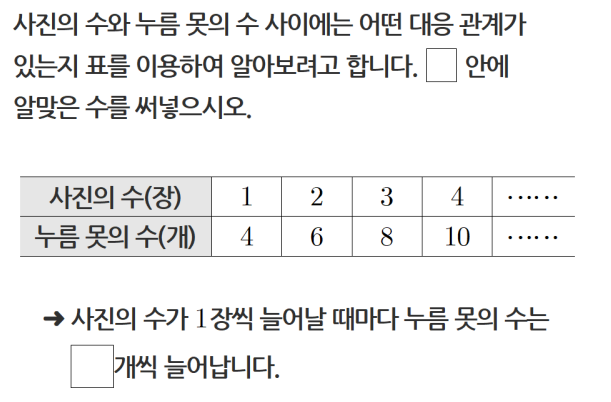 사진의 수와 누름 못의 수 사이에는 어떤 대응 관계가
있는지 표를 이용하여 알아보려고 합니다. □ 안에
알맞은 수를 써넣으시오.
사진의 수(장) 1 2 3 4 ······
누름 못의 수(개) 4 6 8 10 ······
➜ 사진의 수가 1장씩 늘어날 때마다 누름 못의 수는
□개씩 늘어납니다.